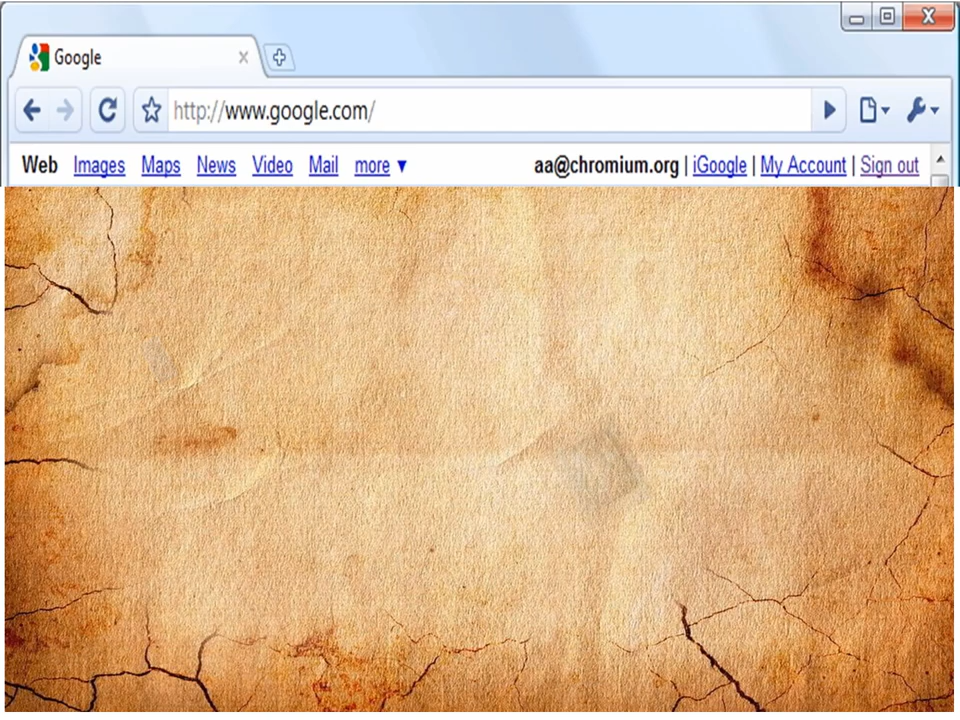 Google
http://www.google.com/
Web Images Maps News Video Mail more ▼ aa@chromium.org | iGoogle | My Account | Sign out